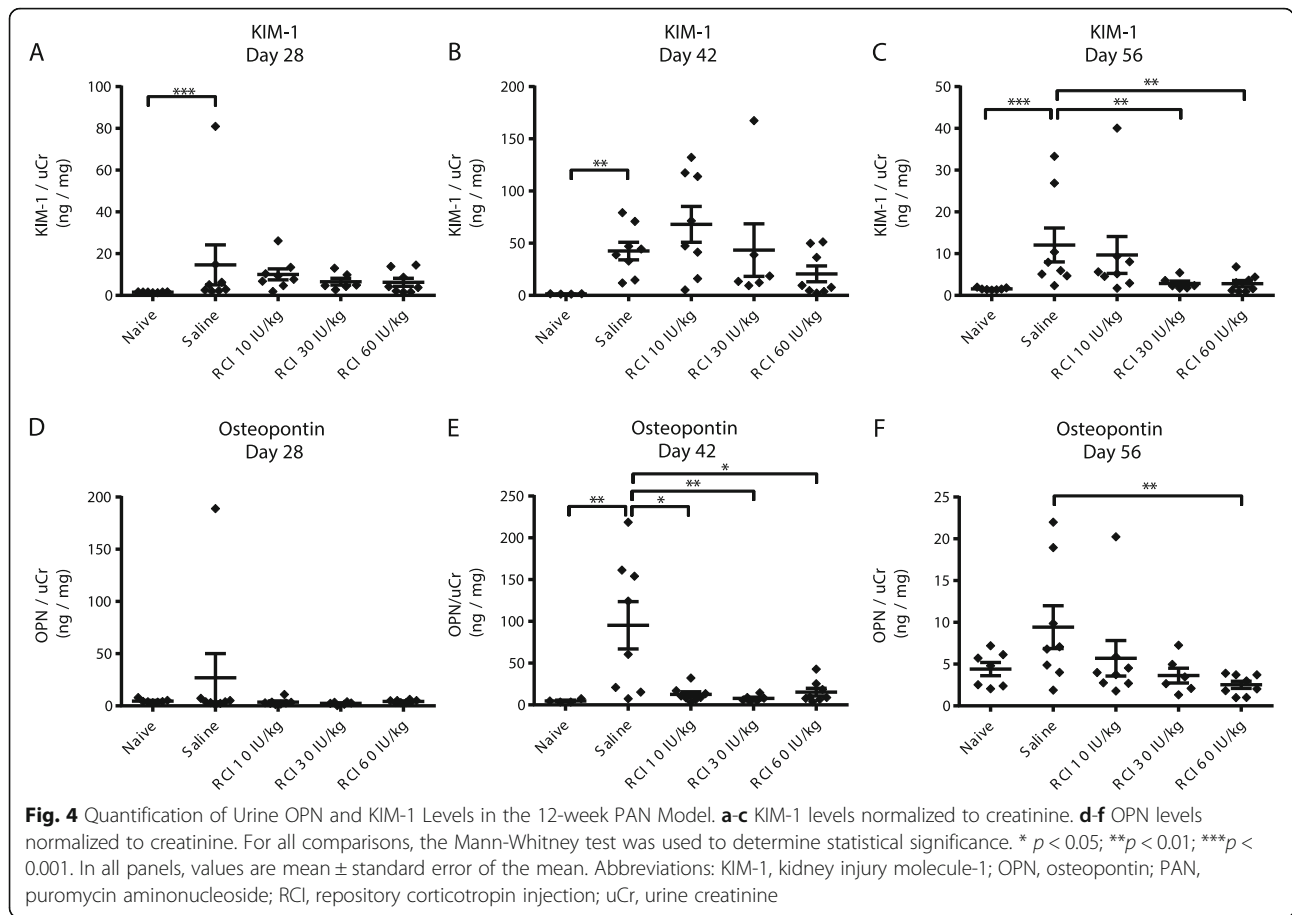 A
KIM-1
Day 28
KIM-1 / uCr
(ng / mg)
100
80
60
40
20
0
***
Naive
Saline
RCI 10 IU/kg
RCI 30 IU/kg
RCI 60 IU/kg
B
KIM-1
Day 42
KIM-1 / uCr
(ng / mg)
200
150
100
50
0
**
Naive
Saline
RCI 10 IU/kg
RCI 30 IU/kg
RCI 60 IU/kg
C
KIM-1
Day 56
KIM-1 / uCr
(ng / mg)
50
40
30
20
10
0
**
***
**
Naive
Saline
RCI 10 IU/kg
RCI 30 IU/kg
RCI 60 IU/kg
D
Osteopontin
Day 28
OPN / uCr
(ng / mg)
200
150
100
50
0
Naive
Saline
RCI 10 IU/kg
RCI 30 IU/kg
RCI 60 IU/kg
E
Osteopontin
Day 42
OPN/uCr
(ng / mg)
250
200
150
100
50
0
*
**
**
*
Naive
Saline
RCI 10 IU/kg
RCI 30 IU/kg
RCI 60 IU/kg
F
Osteopontin
Day 56
OPN / uCr
(ng / mg)
25
20
15
10
5
0
**
Naive
Saline
RCI 10 IU/kg
RCI 30 IU/kg
RCI 60 IU/kg
Fig. 4 Quantification of Urine OPN and KIM-1 Levels in the 12-week PAN Model. a-c KIM-1 levels normalized to creatinine. d-f OPN levels
normalized to creatinine. For all comparisons, the Mann-Whitney test was used to determine statistical significance. * p < 0.05; **p < 0.01; ***p <
0.001. In all panels, values are mean ± standard error of the mean. Abbreviations: KIM-1, kidney injury molecule-1; OPN, osteopontin; PAN,
puromycin aminonucleoside; RCI, repository corticotropin injection; uCr, urine creatinine